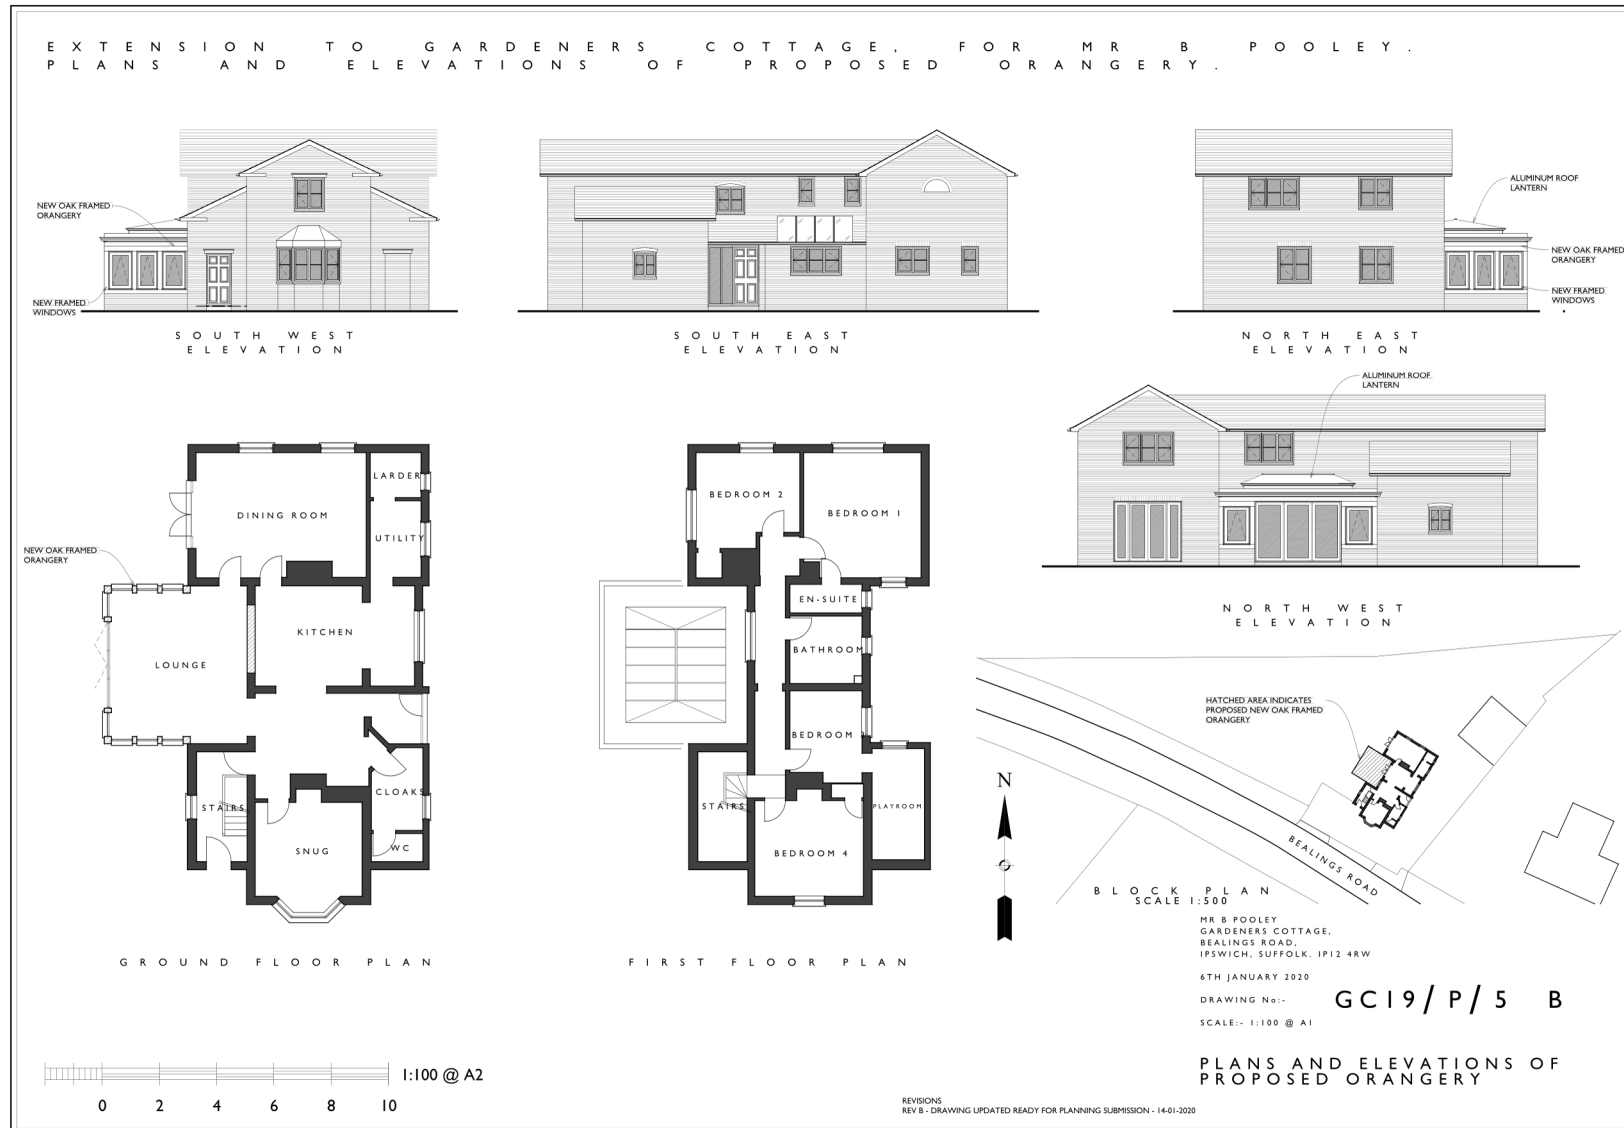 EXTENSION TO GARDENERS COTTAGE, FOR MR B POOLEY.
PLANS AND ELEVATIONS OF PROPOSED ORANGERY.
NEW OAK FRAMED
ORANGERY
NEW FRAMED
WINDOWS
SOUTH WEST
ELEVATION
SOUTH EAST
ELEVATION
ALUMINUM ROOF
LANTERN
NEW OAK FRAMED
ORANGERY
NEW FRAMED
WINDOWS
NORTH EAST
ELEVATION
ALUMINUM ROOF
LANTERN
NORTH WEST
ELEVATION
LARDER
DINING ROOM
UTILITY
NEW OAK FRAMED
ORANGERY
KITCHEN
LOUNGE
STAIRS
CLOAKS
SNUG
WC
GROUND FLOOR PLAN
BEDROOM 2
BEDROOM 1
EN-SUITE
BATHROOM
BEDROOM
STAIRS
PLAYROOM
BEDROOM 4
FIRST FLOOR PLAN
N
HATCHED AREA INDICATES
PROPOSED NEW OAK FRAMED
ORANGERY
BEALINGS ROAD
BLOCK PLAN
SCALE 1:500
MR B POOLEY
GARDENERS COTTAGE,
BEALINGS ROAD,
IPSWICH, SUFFOLK. IP12 4RW
6TH JANUARY 2020
DRAWING No:- GC19/P/5 B
SCALE:- 1:100 @ A1
PLANS AND ELEVATIONS OF
PROPOSED ORANGERY
1:100 @ A2
0 2 4 6 8 10
REVISIONS
REV B - DRAWING UPDATED READY FOR PLANNING SUBMISSION - 14-01-2020